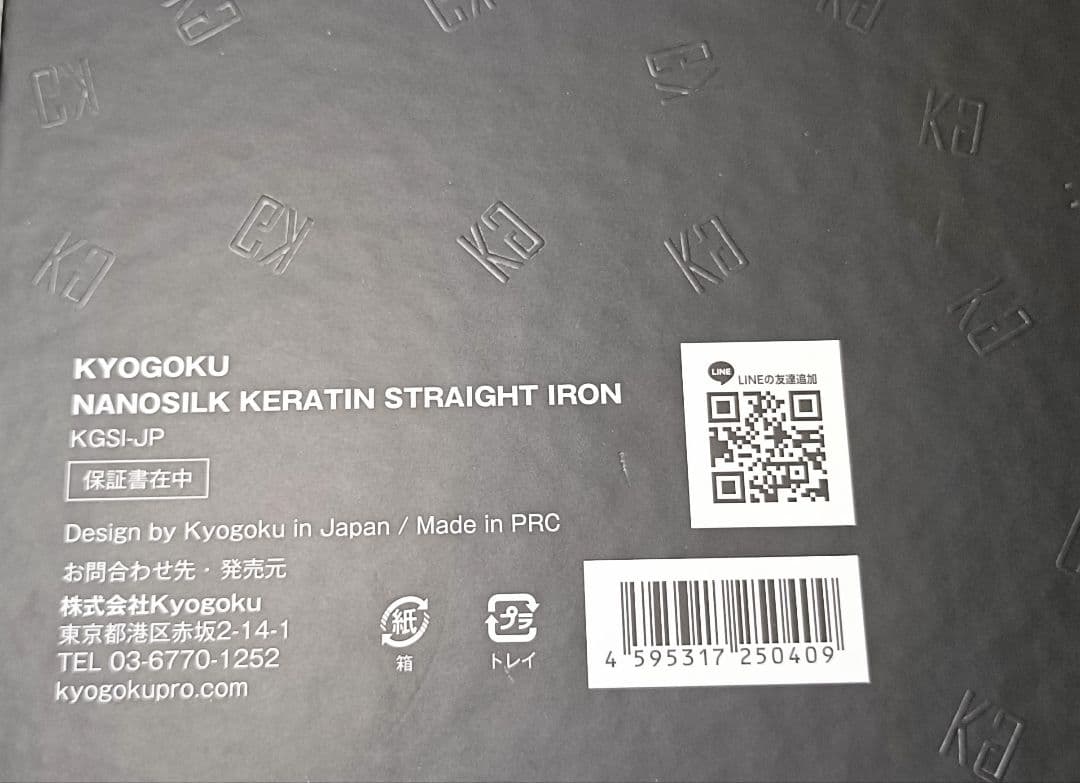 KYOGOKU
NANOSILK KERATIN STRAIGHT IRON
KGSI-JP
保証書在中
Design by Kyogoku in Japan / Made in PRC
お問合わせ先・発売元
株式会社Kyogoku
東京都港区赤坂2-14-1
TEL 03-6770-1252
kyogokupro.com
紙
箱
プラ
トレイ
LINE
LINEの友達追加
4 595317 250409